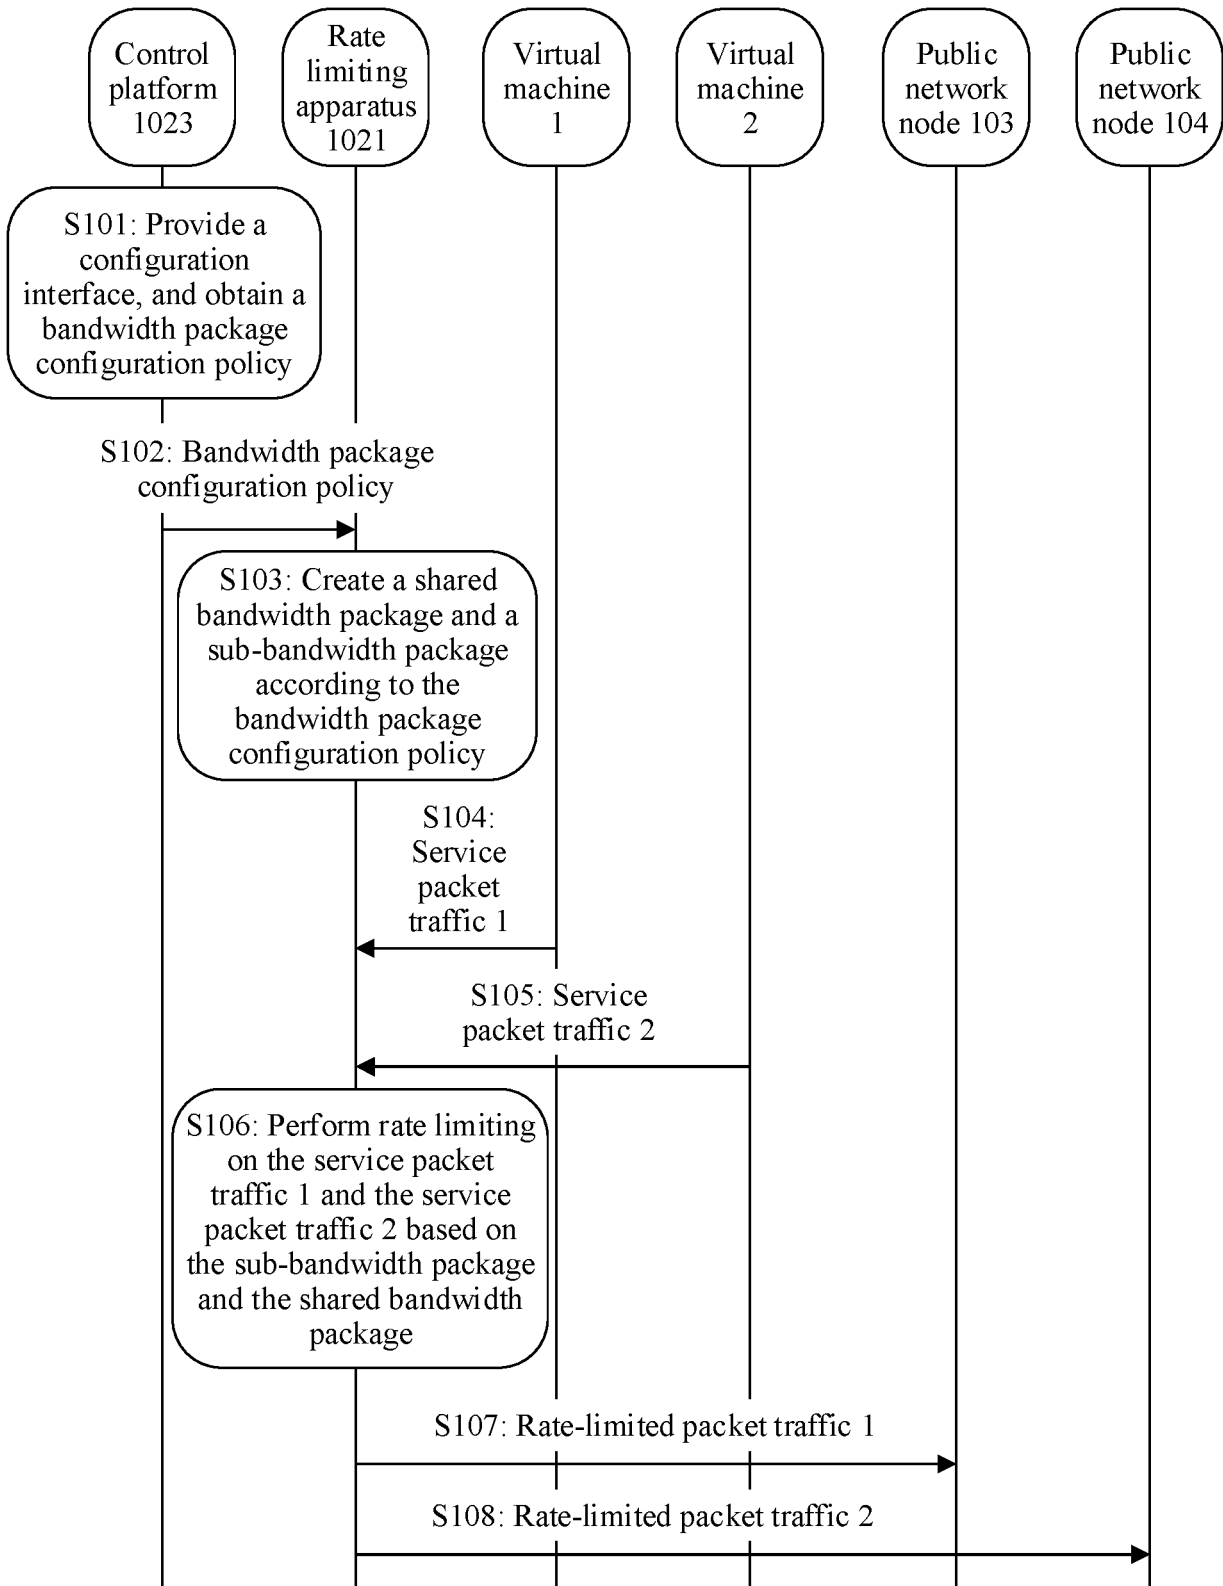 Control
platform
1023
Rate
limiting
apparatus
1021
Virtual
machine
1
Virtual
machine
2
Public
network
node 103
Public
network
node 104
S101: Provide a
configuration
interface, and obtain a
bandwidth package
configuration policy
S102: Bandwidth package
configuration policy
S103: Create a shared
bandwidth package and a
sub-bandwidth package
according to the
bandwidth package
configuration policy
S104:
Service
packet
traffic 1
S105: Service
packet traffic 2
S106: Perform rate limiting
on the service packet
traffic 1 and the service
packet traffic 2 based on
the sub-bandwidth package
and the shared bandwidth
package
S107: Rate-limited packet traffic 1
S108: Rate-limited packet traffic 2